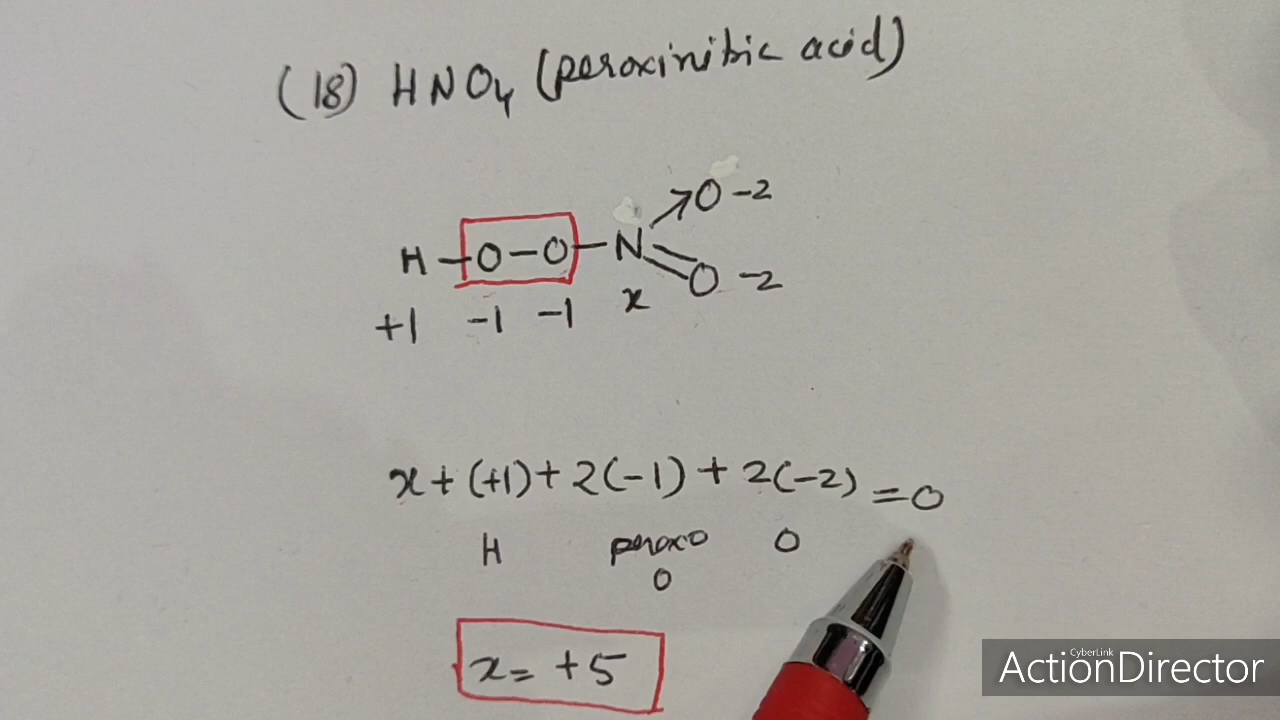 (18) HNO4 (peroxinitric acid)
↗O -2
H-O-O-N
=O -2
+1 -1 -1 x
x+(+1)+2(-1)+2(-2)=0
H peroxo O
O
x= +5
CyberLink
ActionDirector